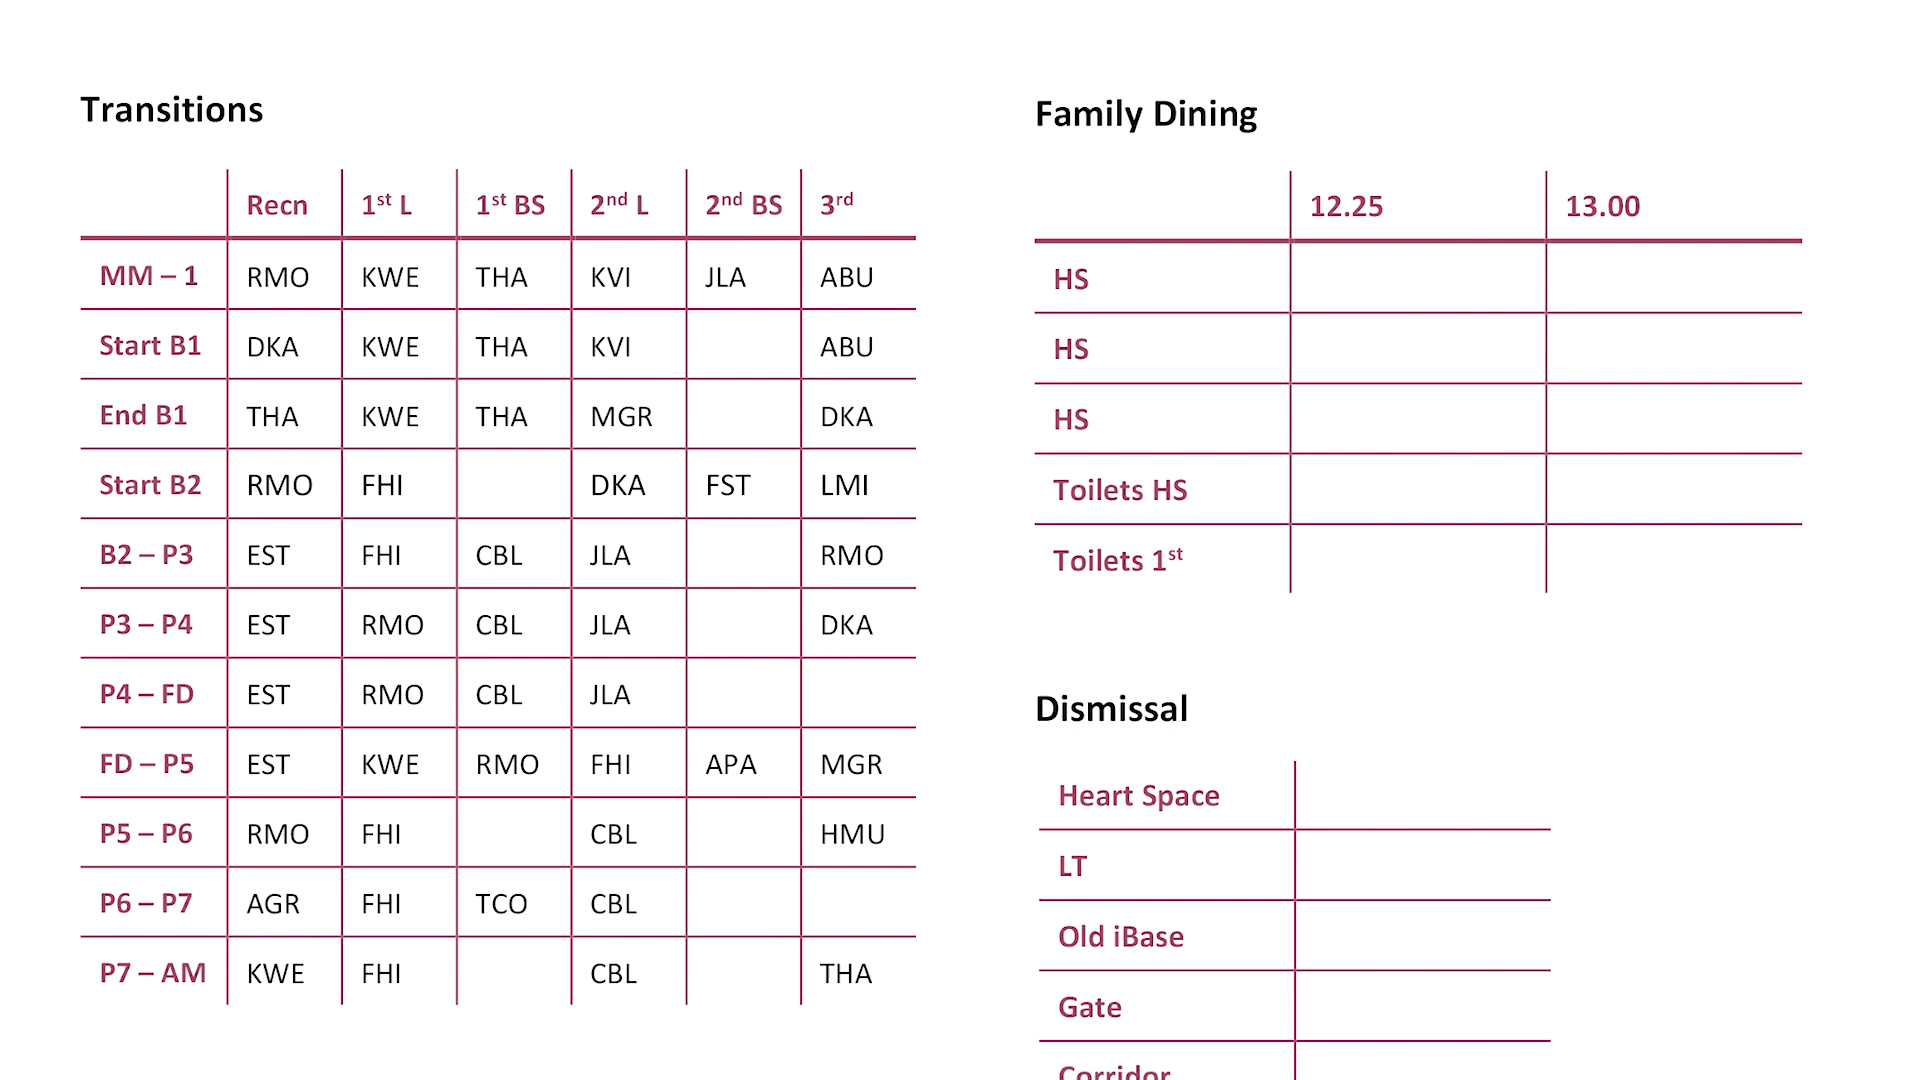 Transitions
Recn 1st L 1st BS 2nd L 2nd BS 3rd
MM – 1 RMO KWE THA KVI JLA ABU
Start B1 DKA KWE THA KVI ABU
End B1 THA KWE THA MGR DKA
Start B2 RMO FHI DKA FST LMI
B2 – P3 EST FHI CBL JLA RMO
P3 – P4 EST RMO CBL JLA DKA
P4 – FD EST RMO CBL JLA
FD – P5 EST KWE RMO FHI APA MGR
P5 – P6 RMO FHI CBL HMU
P6 – P7 AGR FHI TCO CBL
P7 – AM KWE FHI CBL THA
Family Dining
12.25 13.00
HS
HS
HS
Toilets HS
Toilets 1st
Dismissal
Heart Space
LT
Old iBase
Gate
Corridor